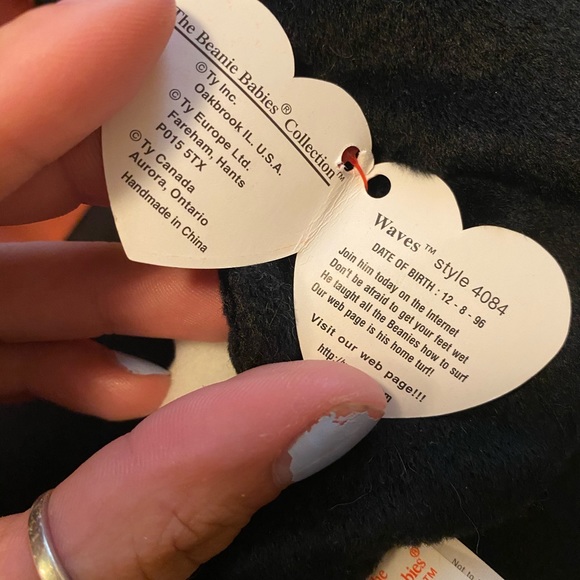 The Beanie Babies® Collection™
©Ty Inc.
Oakbrook IL. U.S.A.
©Ty Europe Ltd.
Fareham, Hants
P015 5TX
©Ty Canada
Aurora, Ontario
Handmade in China
Waves™ style 4084
DATE OF BIRTH : 12 - 8 - 96
Join him today on the Internet
Don't be afraid to get your feet wet
He taught all the Beanies how to surf
Our web page is his home turf!
Visit our web page!!!
http:/